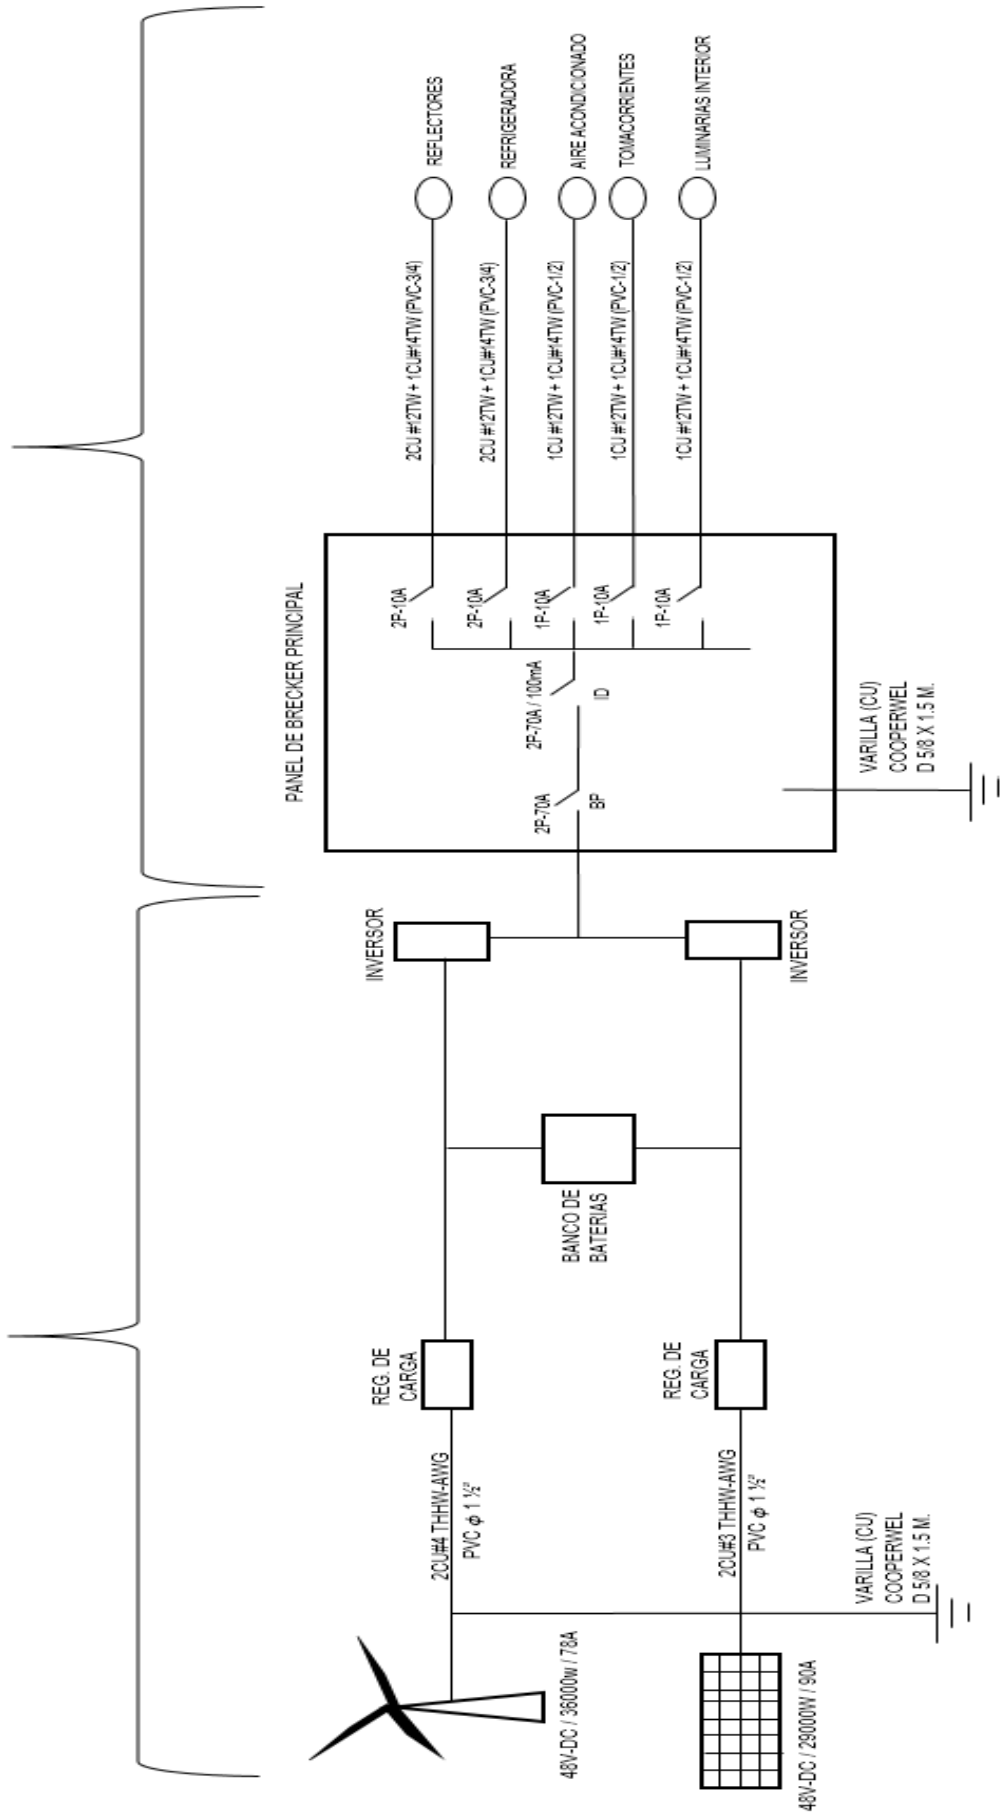 REFLECTORES
REFRIGERADORA
AIRE ACONDICIONADO
TOMACORRIENTES
LUMINARIAS INTERIOR
2CU #12TW + 1CU#14TW (PVC-3/4)
2CU #12TW + 1CU#14TW (PVC-3/4)
1CU #12TW + 1CU#14TW (PVC-1/2)
1CU #12TW + 1CU#14TW (PVC-1/2)
1CU #12TW + 1CU#14TW (PVC-1/2)
PANEL DE BRECKER PRINCIPAL
2P-10A
2P-10A
1P-10A
1P-10A
1P-10A
2P-70A / 100mA
ID
2P-70A
BP
VARILLA (CU)
COOPERWEL
D 5/8 X 1.5 M.
INVERSOR
INVERSOR
BANCO DE
BATERIAS
REG. DE
CARGA
REG. DE
CARGA
2CU#4 THHW-AWG
PVC ϕ 1 ½"
2CU#3 THHW-AWG
PVC ϕ 1 ½"
VARILLA (CU)
COOPERWEL
D 5/8 X 1.5 M.
48V-DC / 36000w / 78A
48V-DC / 29000W / 90A